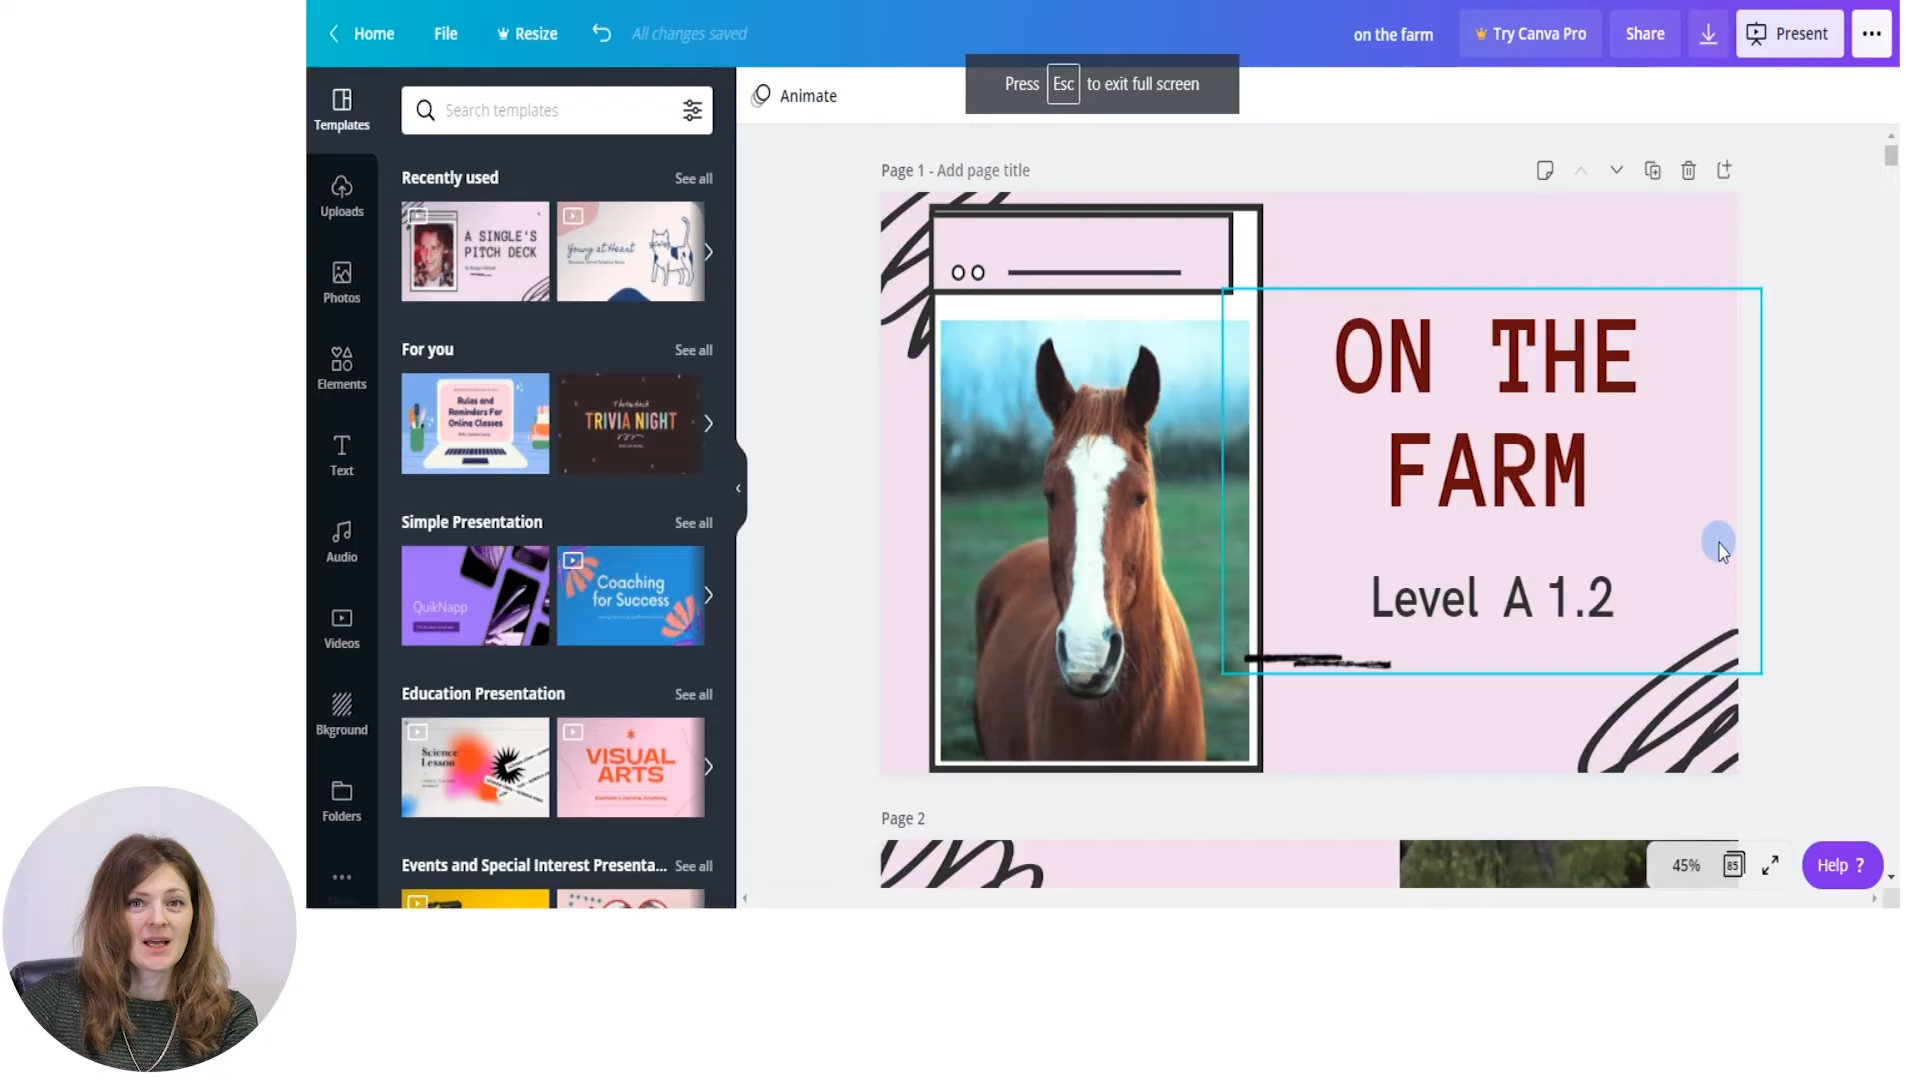 Home File Resize All changes saved on the farm Try Canva Pro Share Present
Press Esc to exit full screen
Animate
Templates
Uploads
Photos
Elements
Text
Audio
Videos
Bkground
Folders
Search templates
Recently used See all
A SINGLE'S
PITCH DECK
Young at Heart
For you See all
Rules and
Reminders For
Online Classes
Throwback
TRIVIA NIGHT
Simple Presentation See all
QuikNapp
Coaching
for Success
Education Presentation See all
Science
Lesson
VISUAL
ARTS
Events and Special Interest Presenta... See all
Page 1 - Add page title
ON THE
FARM
Level A 1.2
Page 2
45% 85 Help ?